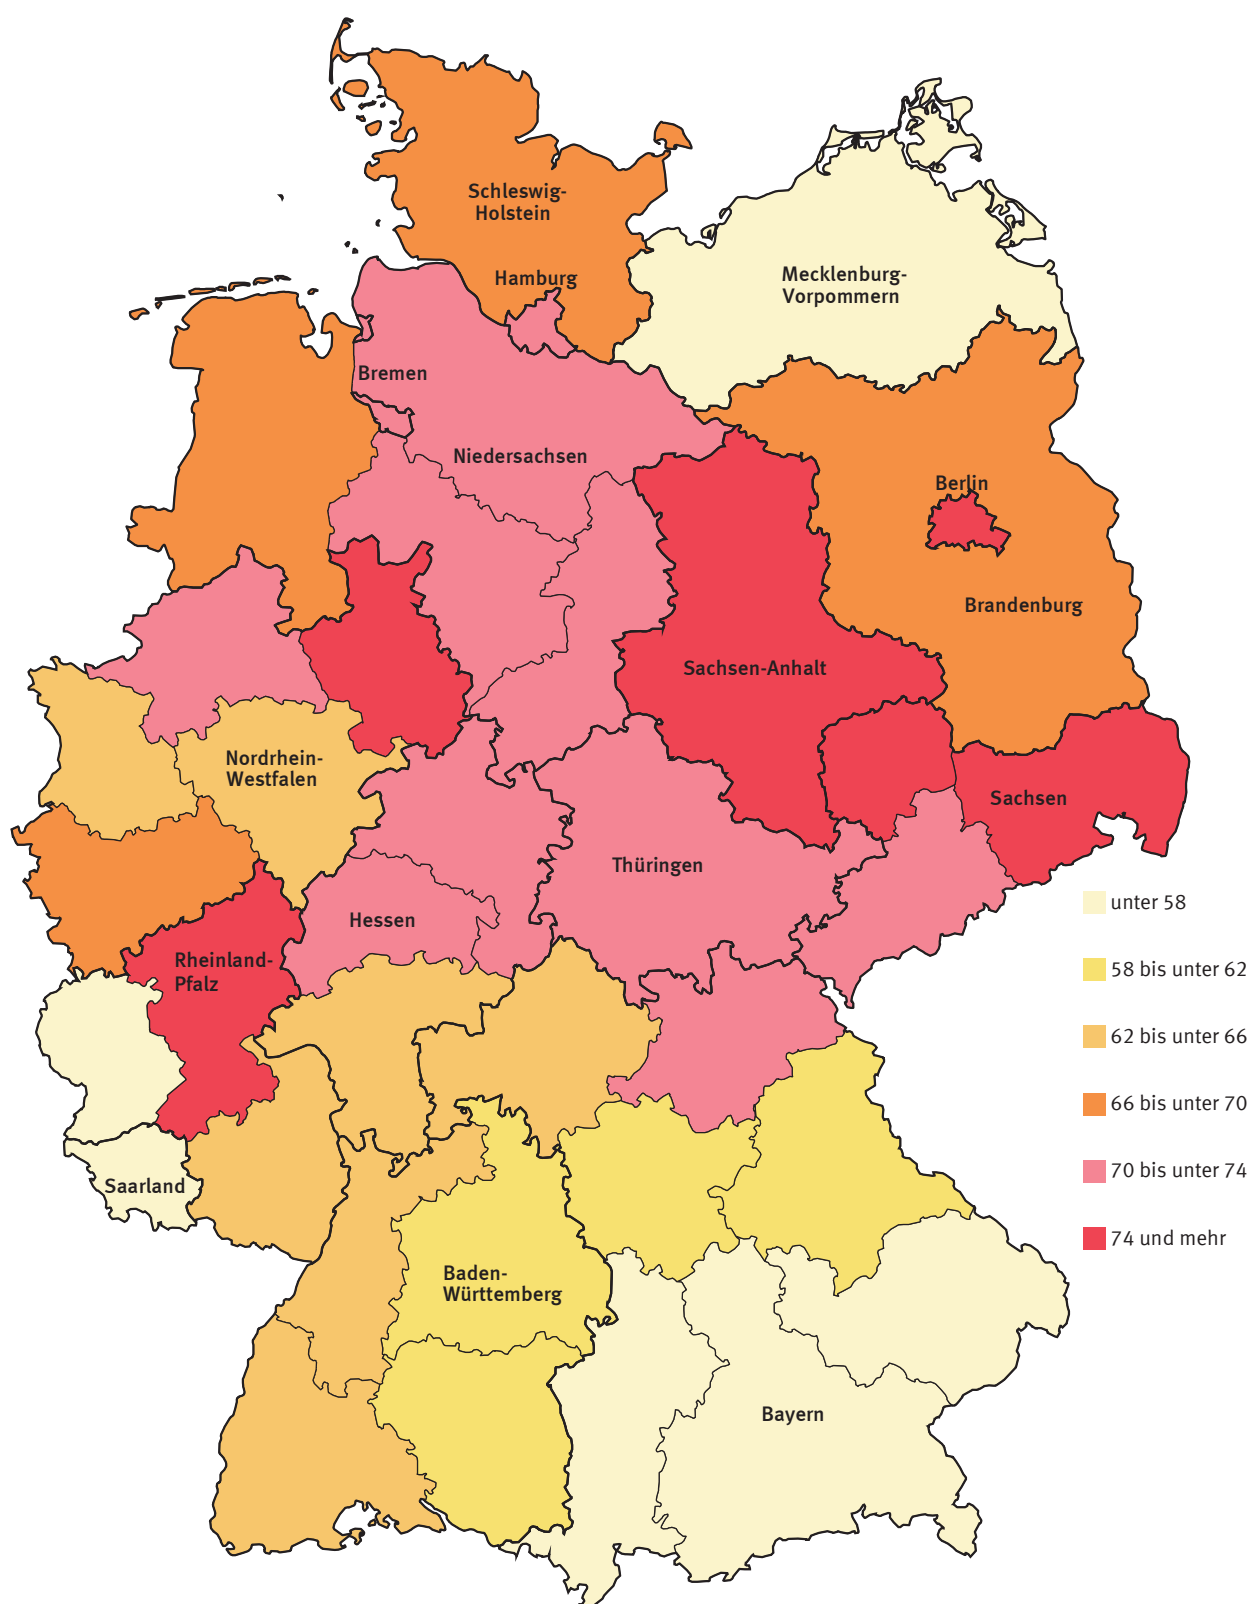 Schleswig-
Holstein
Hamburg
Mecklenburg-
Vorpommern
Bremen
Niedersachsen
Berlin
Brandenburg
Sachsen-Anhalt
Nordrhein-
Westfalen
Sachsen
Thüringen
Hessen
Rheinland-
Pfalz
Saarland
Baden-
Württemberg
Bayern
unter 58
58 bis unter 62
62 bis unter 66
66 bis unter 70
70 bis unter 74
74 und mehr